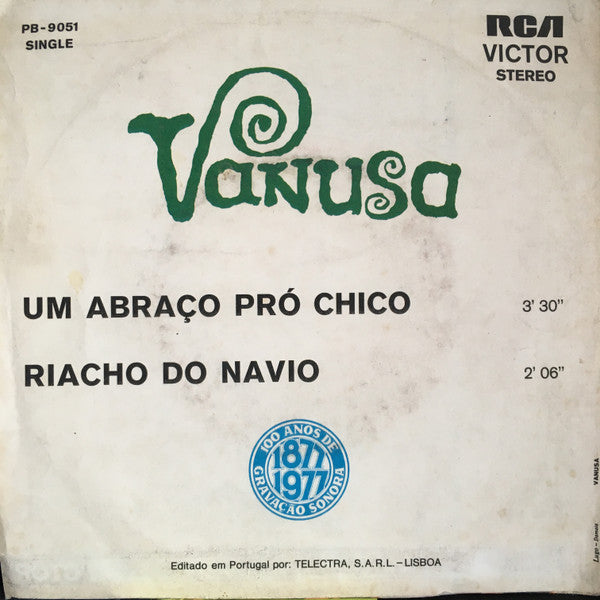 PB-9051
SINGLE
RCA
VICTOR
STEREO
Vanusa
UM ABRAÇO PRÓ CHICO 3' 30"
RIACHO DO NAVIO 2' 06"
100 ANOS DE
1877
1977
GRAVAÇÃO SONORA
VANUSA
Editado em Portugal por: TELECTRA, S.A.R.L. – LISBOA